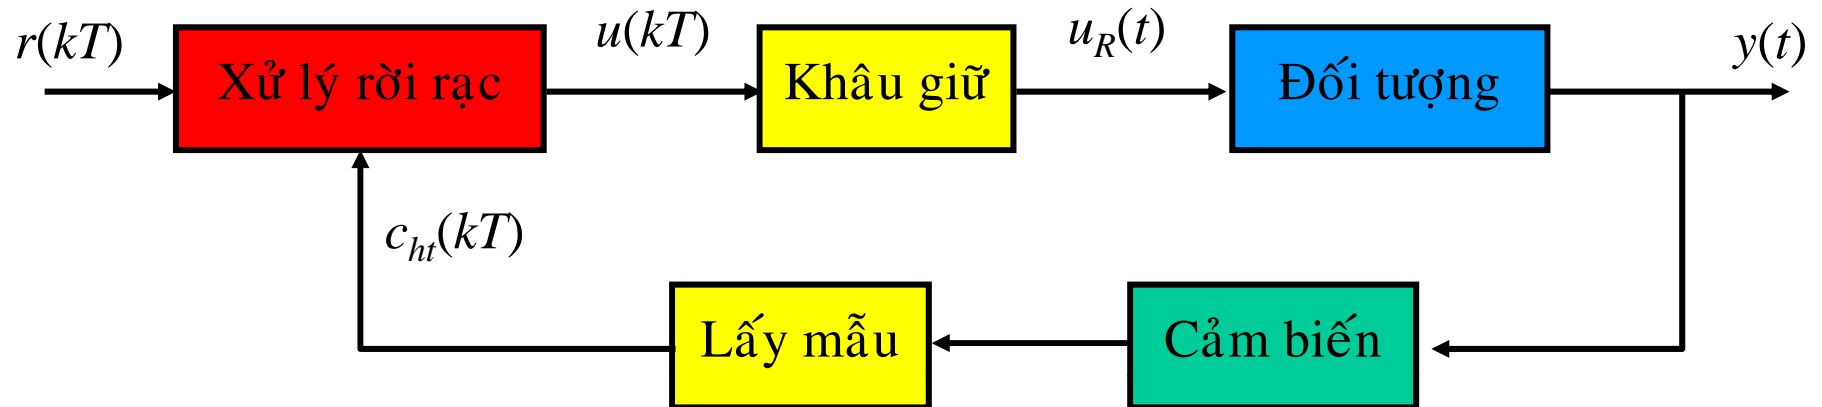 r(kT)
Xử lý rời rạc
u(kT)
Khâu giữ
u_R(t)
Đối tượng
y(t)
c_ht(kT)
Lấy mẫu
Cảm biến